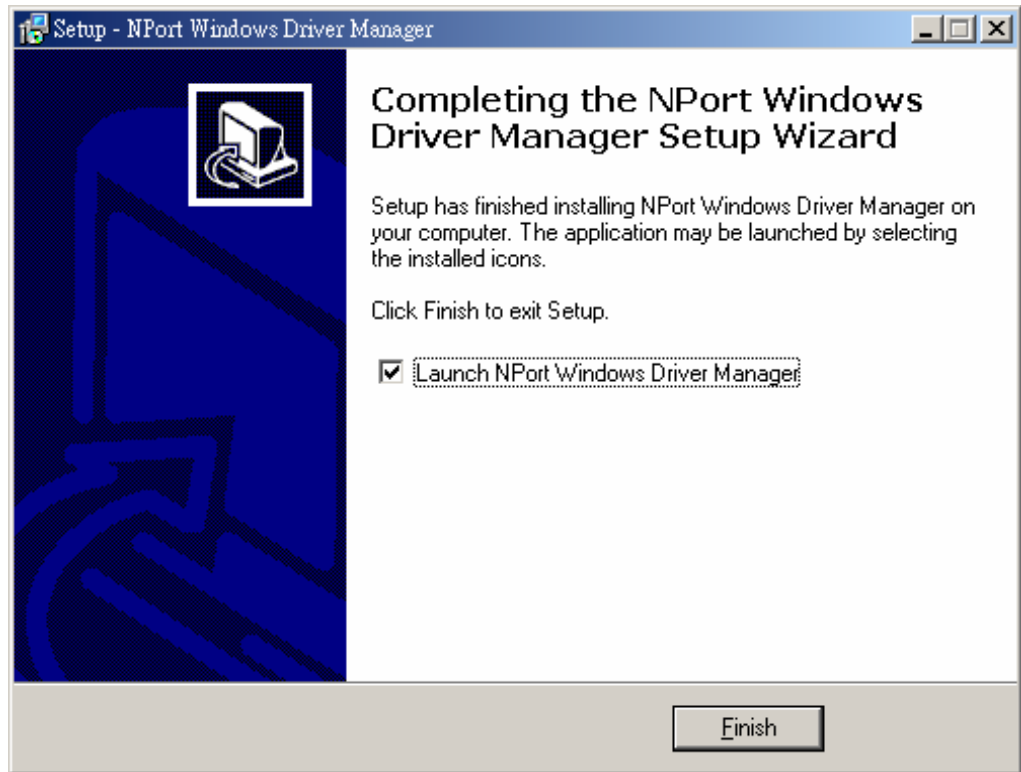 Setup - NPort Windows Driver Manager
Completing the NPort Windows
Driver Manager Setup Wizard
Setup has finished installing NPort Windows Driver Manager on
your computer. The application may be launched by selecting
the installed icons.
Click Finish to exit Setup.
Launch NPort Windows Driver Manager
Finish